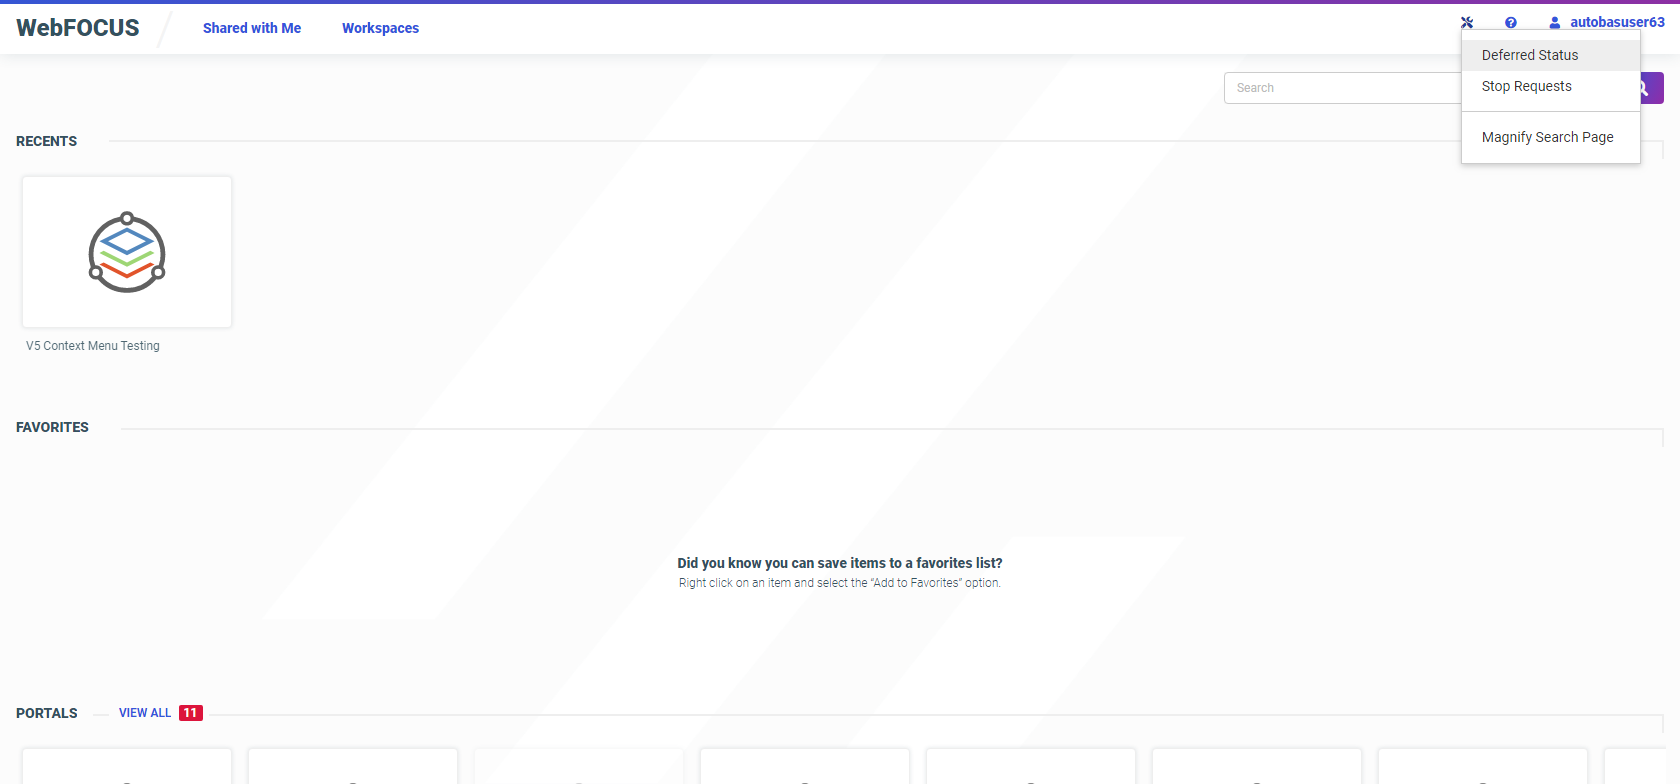 WebFOCUS
Shared with Me
Workspaces
autobasuser63
Deferred Status
Stop Requests
Magnify Search Page
Search
RECENTS
V5 Context Menu Testing
FAVORITES
Did you know you can save items to a favorites list?
Right click on an item and select the “Add to Favorites” option.
PORTALS
VIEW ALL 11